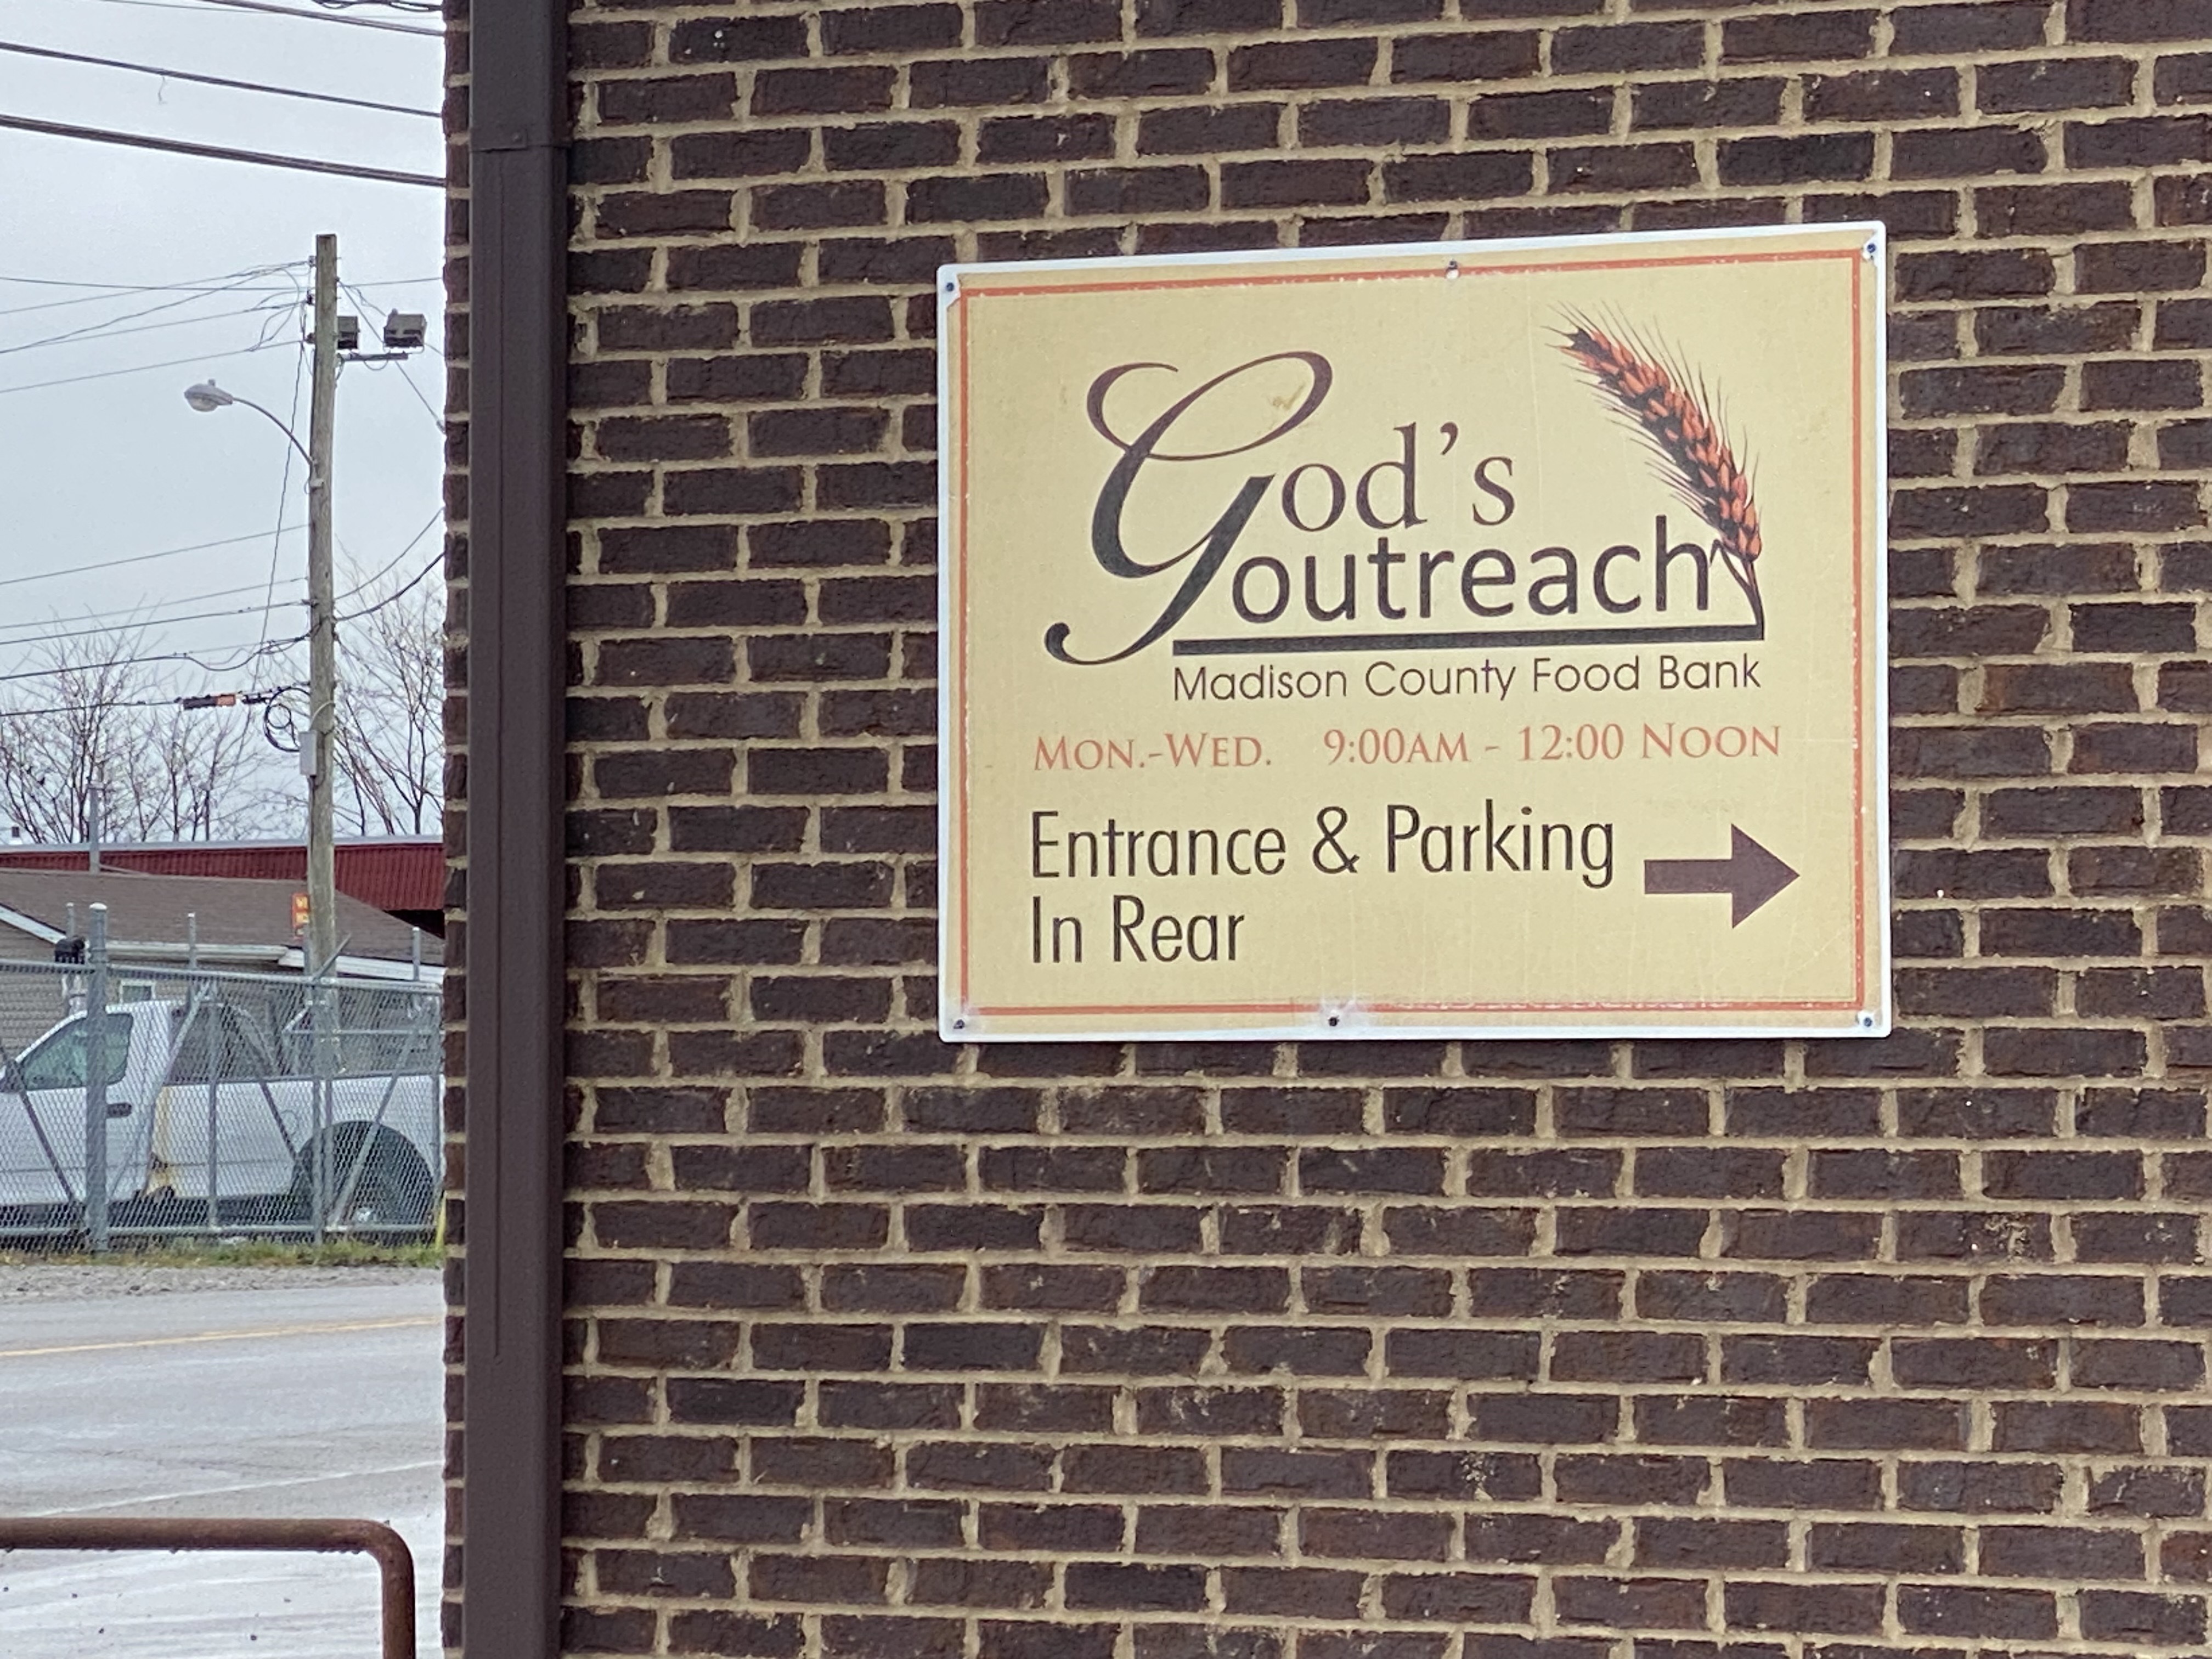 God's
outreach
Madison County Food Bank
MON.-WED. 9:00AM - 12:00 NOON
Entrance & Parking
In Rear